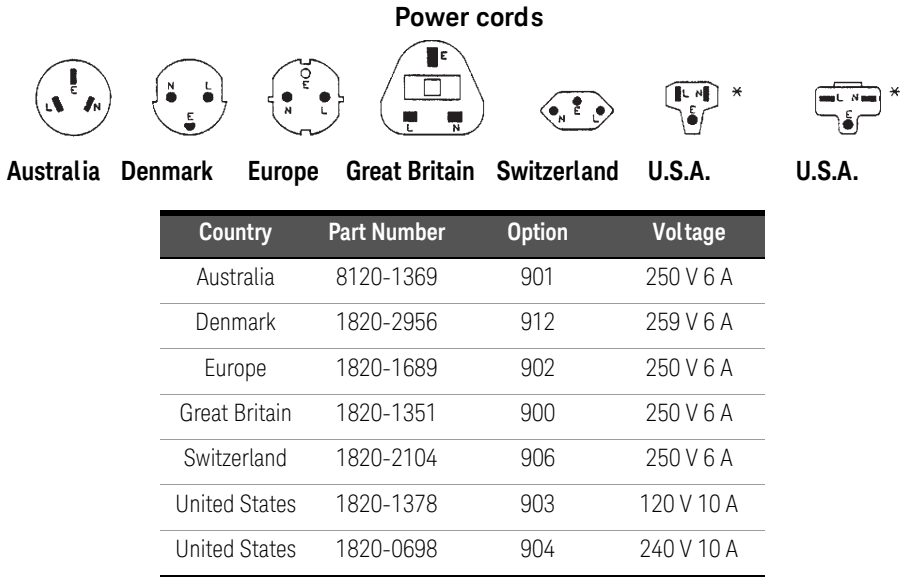 Power cords
E L N
N L E
E N L
E L N
N E L
L N E *
L N E *
Australia Denmark Europe Great Britain Switzerland U.S.A. U.S.A.
Country Part Number Option Voltage
Australia 8120-1369 901 250 V 6 A
Denmark 1820-2956 912 259 V 6 A
Europe 1820-1689 902 250 V 6 A
Great Britain 1820-1351 900 250 V 6 A
Switzerland 1820-2104 906 250 V 6 A
United States 1820-1378 903 120 V 10 A
United States 1820-0698 904 240 V 10 A